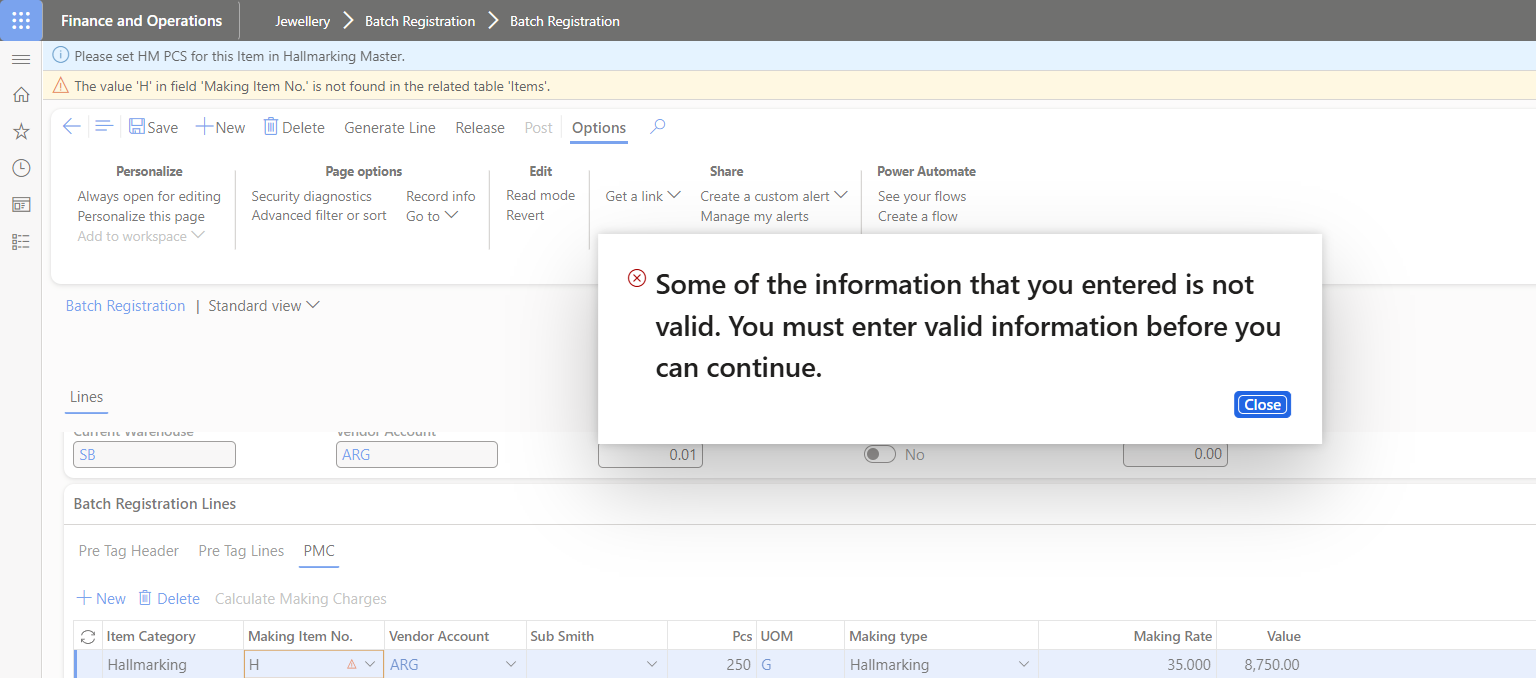 Finance and Operations Jewellery Batch Registration Batch Registration
Please set HM PCS for this Item in Hallmarking Master.
The value 'H' in field 'Making Item No.' is not found in the related table 'Items'.
Save New Delete Generate Line Release Post Options
Personalize Page options Edit Share Power Automate
Always open for editing Security diagnostics Record info Read mode Get a link Create a custom alert See your flows
Personalize this page Advanced filter or sort Go to Revert Manage my alerts Create a flow
Add to workspace
Some of the information that you entered is not
valid. You must enter valid information before you
can continue.
Close
Batch Registration | Standard view
Lines
Current Warehouse Vendor Account
SB ARG 0.01 No 0.00
Batch Registration Lines
Pre Tag Header Pre Tag Lines PMC
New Delete Calculate Making Charges
Item Category Making Item No. Vendor Account Sub Smith Pcs UOM Making type Making Rate Value
Hallmarking H ARG 250 G Hallmarking 35.000 8,750.00